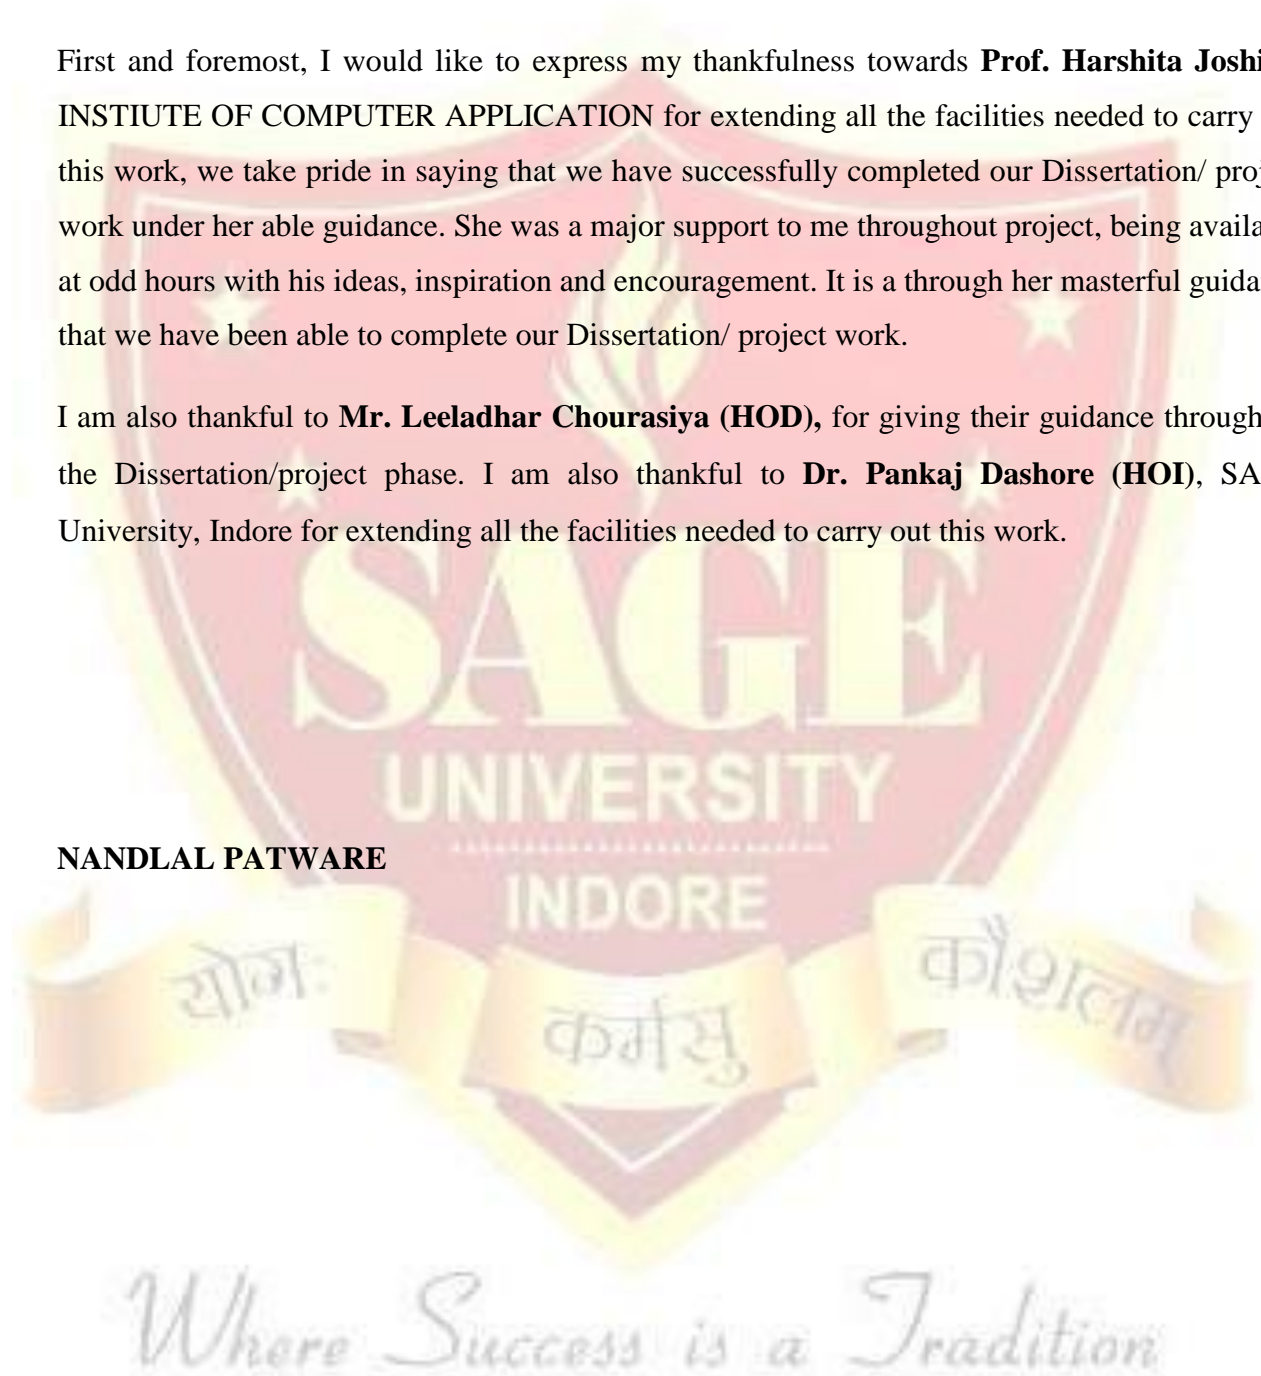 First and foremost, I would like to express my thankfulness towards Prof. Harshita Joshi
INSTIUTE OF COMPUTER APPLICATION for extending all the facilities needed to carry
this work, we take pride in saying that we have successfully completed our Dissertation/ proj
work under her able guidance. She was a major support to me throughout project, being availa
at odd hours with his ideas, inspiration and encouragement. It is a through her masterful guida
that we have been able to complete our Dissertation/ project work.
I am also thankful to Mr. Leeladhar Chourasiya (HOD), for giving their guidance through
the Dissertation/project phase. I am also thankful to Dr. Pankaj Dashore (HOI), SA
University, Indore for extending all the facilities needed to carry out this work.
SAGE
UNIVERSITY
NANDLAL PATWARE
INDORE
योगः कर्मसु कौशलम्
Where Success is a Tradition